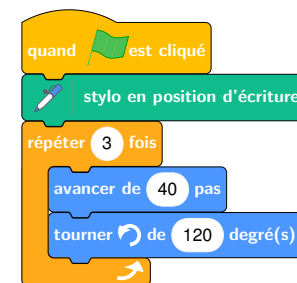 quand est cliqué
stylo en position d'écriture
répéter 3 fois
avancer de 40 pas
tourner de 120 degré(s)